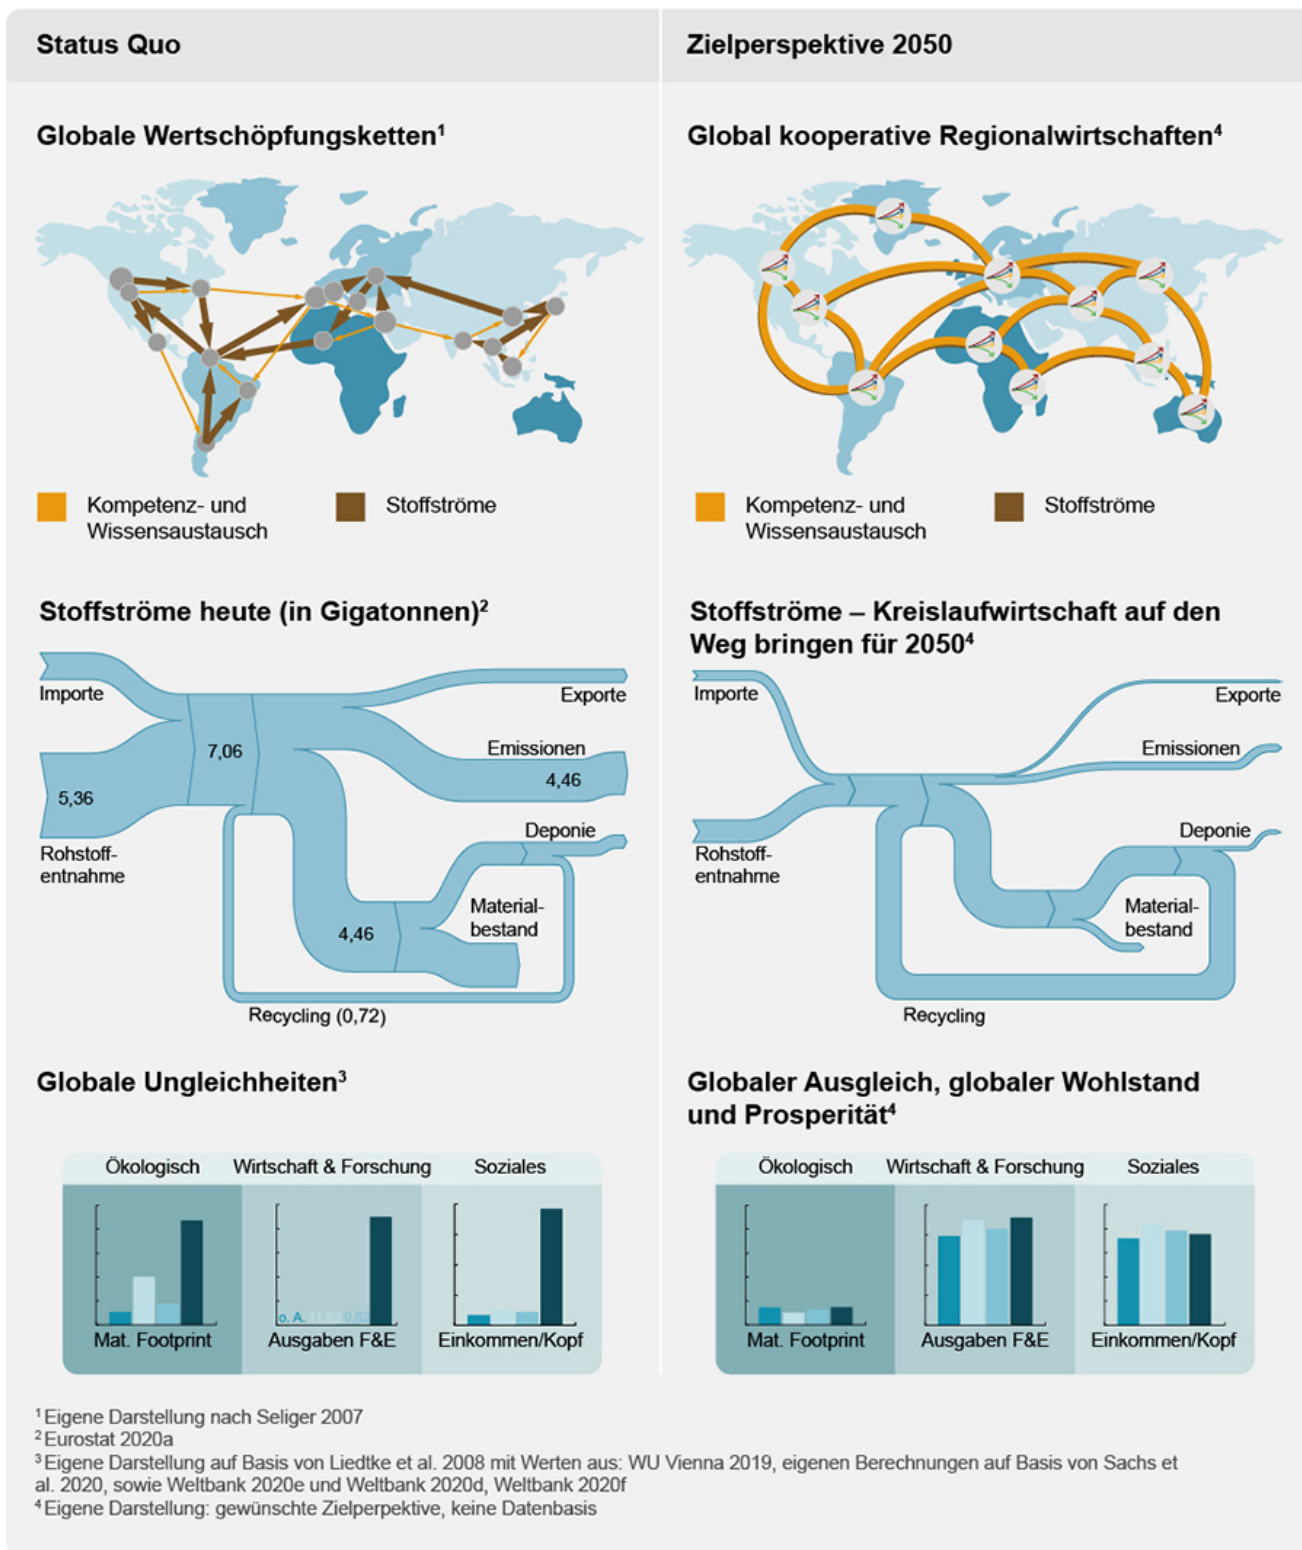 Status Quo
Globale Wertschöpfungsketten¹
Kompetenz- und
Wissensaustausch
Stoffströme
Stoffströme heute (in Gigatonnen)²
Importe
7,06
5,36
Rohstoff-
entnahme
Exporte
Emissionen
4,46
Deponie
Material-
bestand
4,46
Recycling (0,72)
Globale Ungleichheiten³
Ökologisch
Wirtschaft & Forschung
Soziales
o. A.
Mat. Footprint
Ausgaben F&E
Einkommen/Kopf
Zielperspektive 2050
Global kooperative Regionalwirtschaften⁴
Kompetenz- und
Wissensaustausch
Stoffströme
Stoffströme – Kreislaufwirtschaft auf den
Weg bringen für 2050⁴
Importe
Rohstoff-
entnahme
Exporte
Emissionen
Deponie
Material-
bestand
Recycling
Globaler Ausgleich, globaler Wohlstand
und Prosperität⁴
Ökologisch
Wirtschaft & Forschung
Soziales
Mat. Footprint
Ausgaben F&E
Einkommen/Kopf
¹ Eigene Darstellung nach Seliger 2007
² Eurostat 2020a
³ Eigene Darstellung auf Basis von Liedtke et al. 2008 mit Werten aus: WU Vienna 2019, eigenen Berechnungen auf Basis von Sachs et
al. 2020, sowie Weltbank 2020e und Weltbank 2020d, Weltbank 2020f
⁴ Eigene Darstellung: gewünschte Zielperpektive, keine Datenbasis